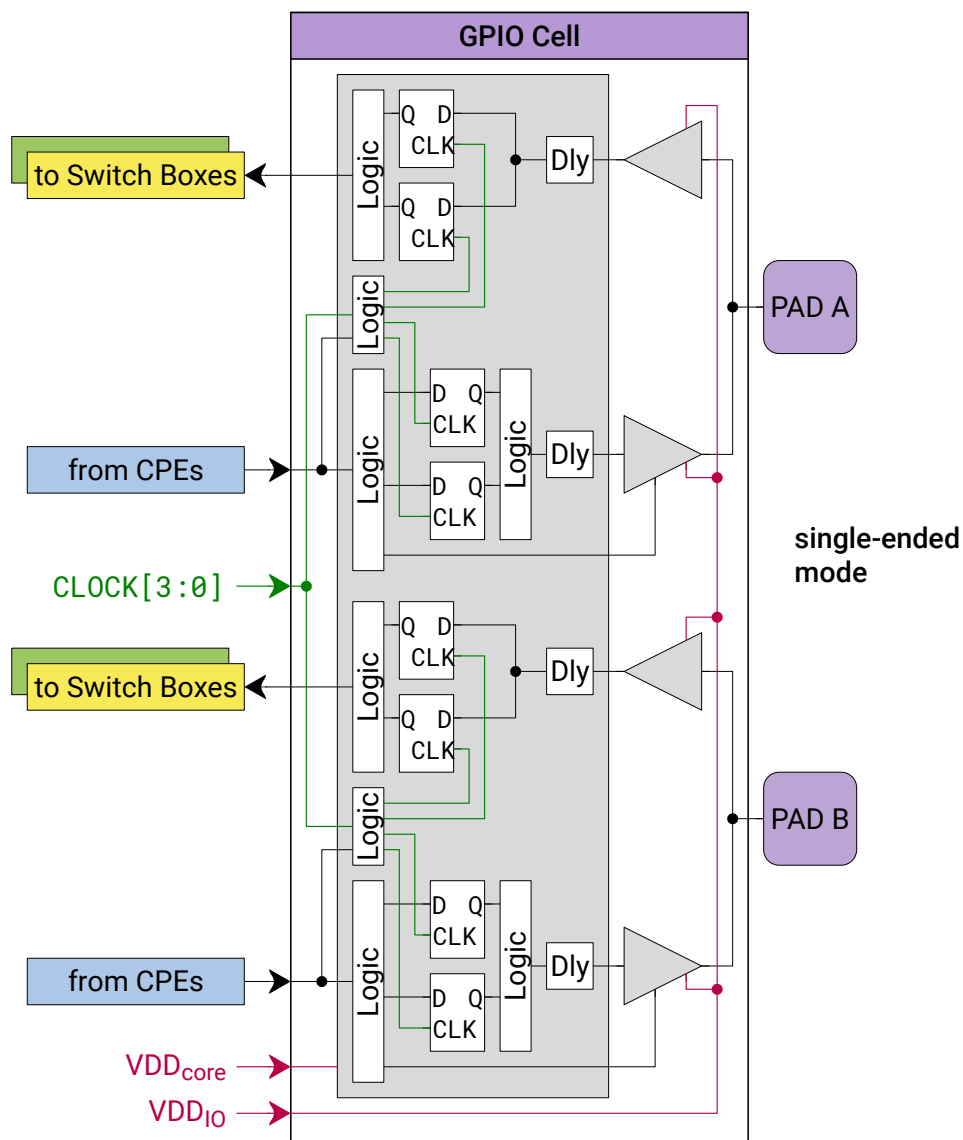 GPIO Cell
Logic
Q D
CLK
Dly
to Switch Boxes
Q D
CLK
Logic
PAD A
Logic
D Q
CLK
Logic
Dly
from CPEs
D Q
CLK
single-ended
mode
CLOCK[3:0]
Logic
Q D
CLK
Dly
to Switch Boxes
Q D
CLK
Logic
PAD B
Logic
D Q
CLK
Logic
Dly
from CPEs
D Q
CLK
VDDcore
VDDIO